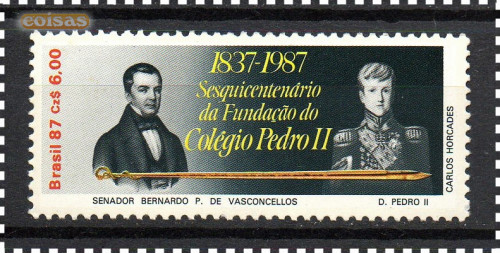 coisas
1837-1987
Sesquicentenário
da Fundação do
Colégio Pedro II
Brasil 87 Cz$ 6,00
CARLOS HORCADES
SENADOR BERNARDO P. DE VASCONCELLOS
D. PEDRO II